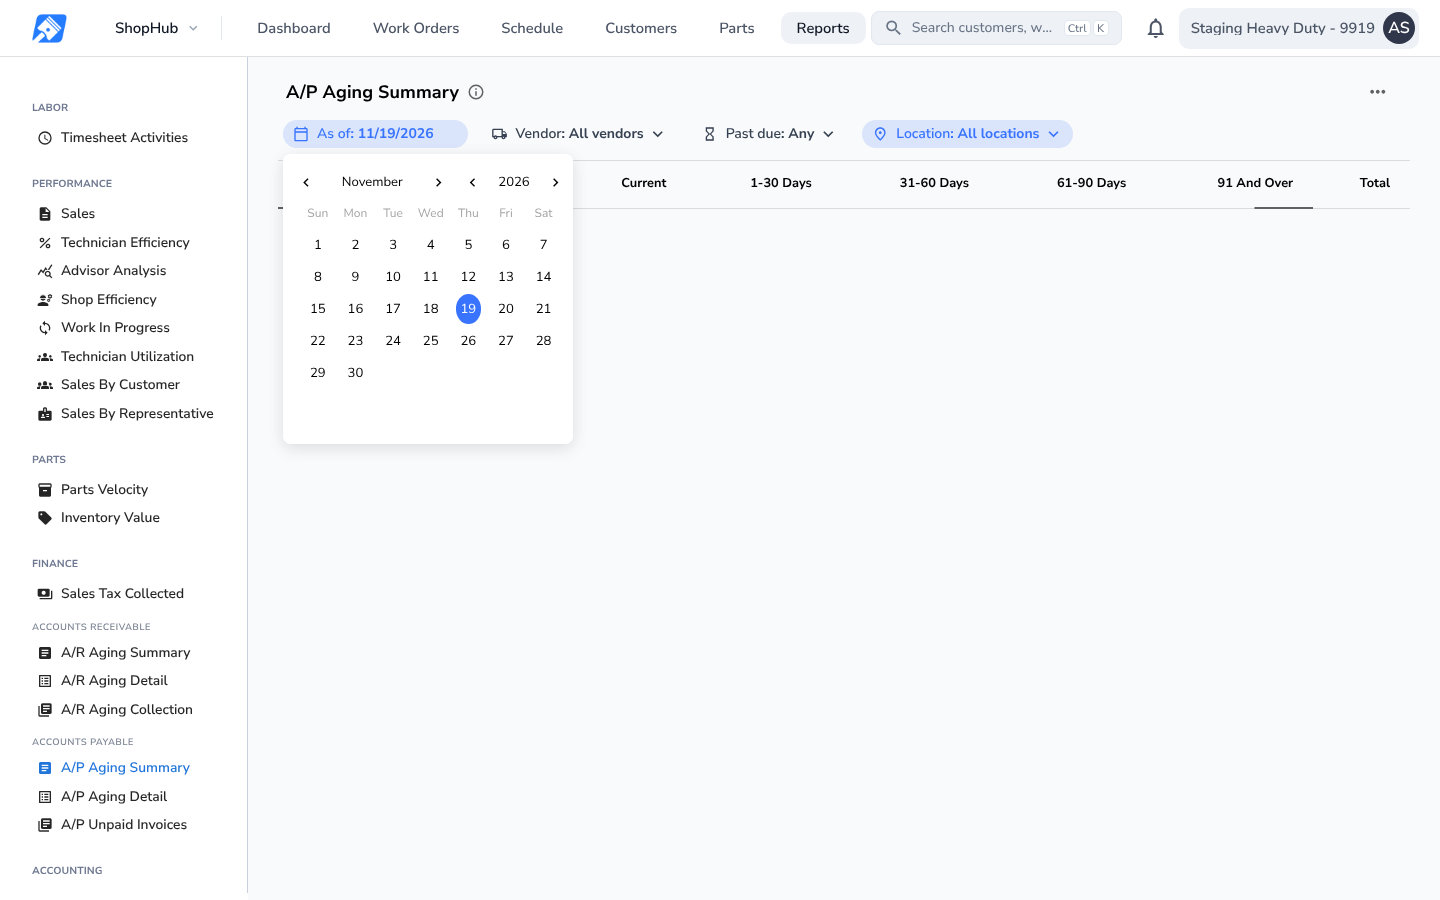 ShopHub
Dashboard
Work Orders
Schedule
Customers
Parts
Reports
Search customers, w...
Ctrl
K
Staging Heavy Duty - 9919
AS
LABOR
Timesheet Activities
PERFORMANCE
Sales
Technician Efficiency
Advisor Analysis
Shop Efficiency
Work In Progress
Technician Utilization
Sales By Customer
Sales By Representative
PARTS
Parts Velocity
Inventory Value
FINANCE
Sales Tax Collected
ACCOUNTS RECEIVABLE
A/R Aging Summary
A/R Aging Detail
A/R Aging Collection
ACCOUNTS PAYABLE
A/P Aging Summary
A/P Aging Detail
A/P Unpaid Invoices
ACCOUNTING
A/P Aging Summary
As of: 11/19/2026
Vendor: All vendors
Past due: Any
Location: All locations
November 2026
Sun Mon Tue Wed Thu Fri Sat
1 2 3 4 5 6 7
8 9 10 11 12 13 14
15 16 17 18 19 20 21
22 23 24 25 26 27 28
29 30
Current
1-30 Days
31-60 Days
61-90 Days
91 And Over
Total